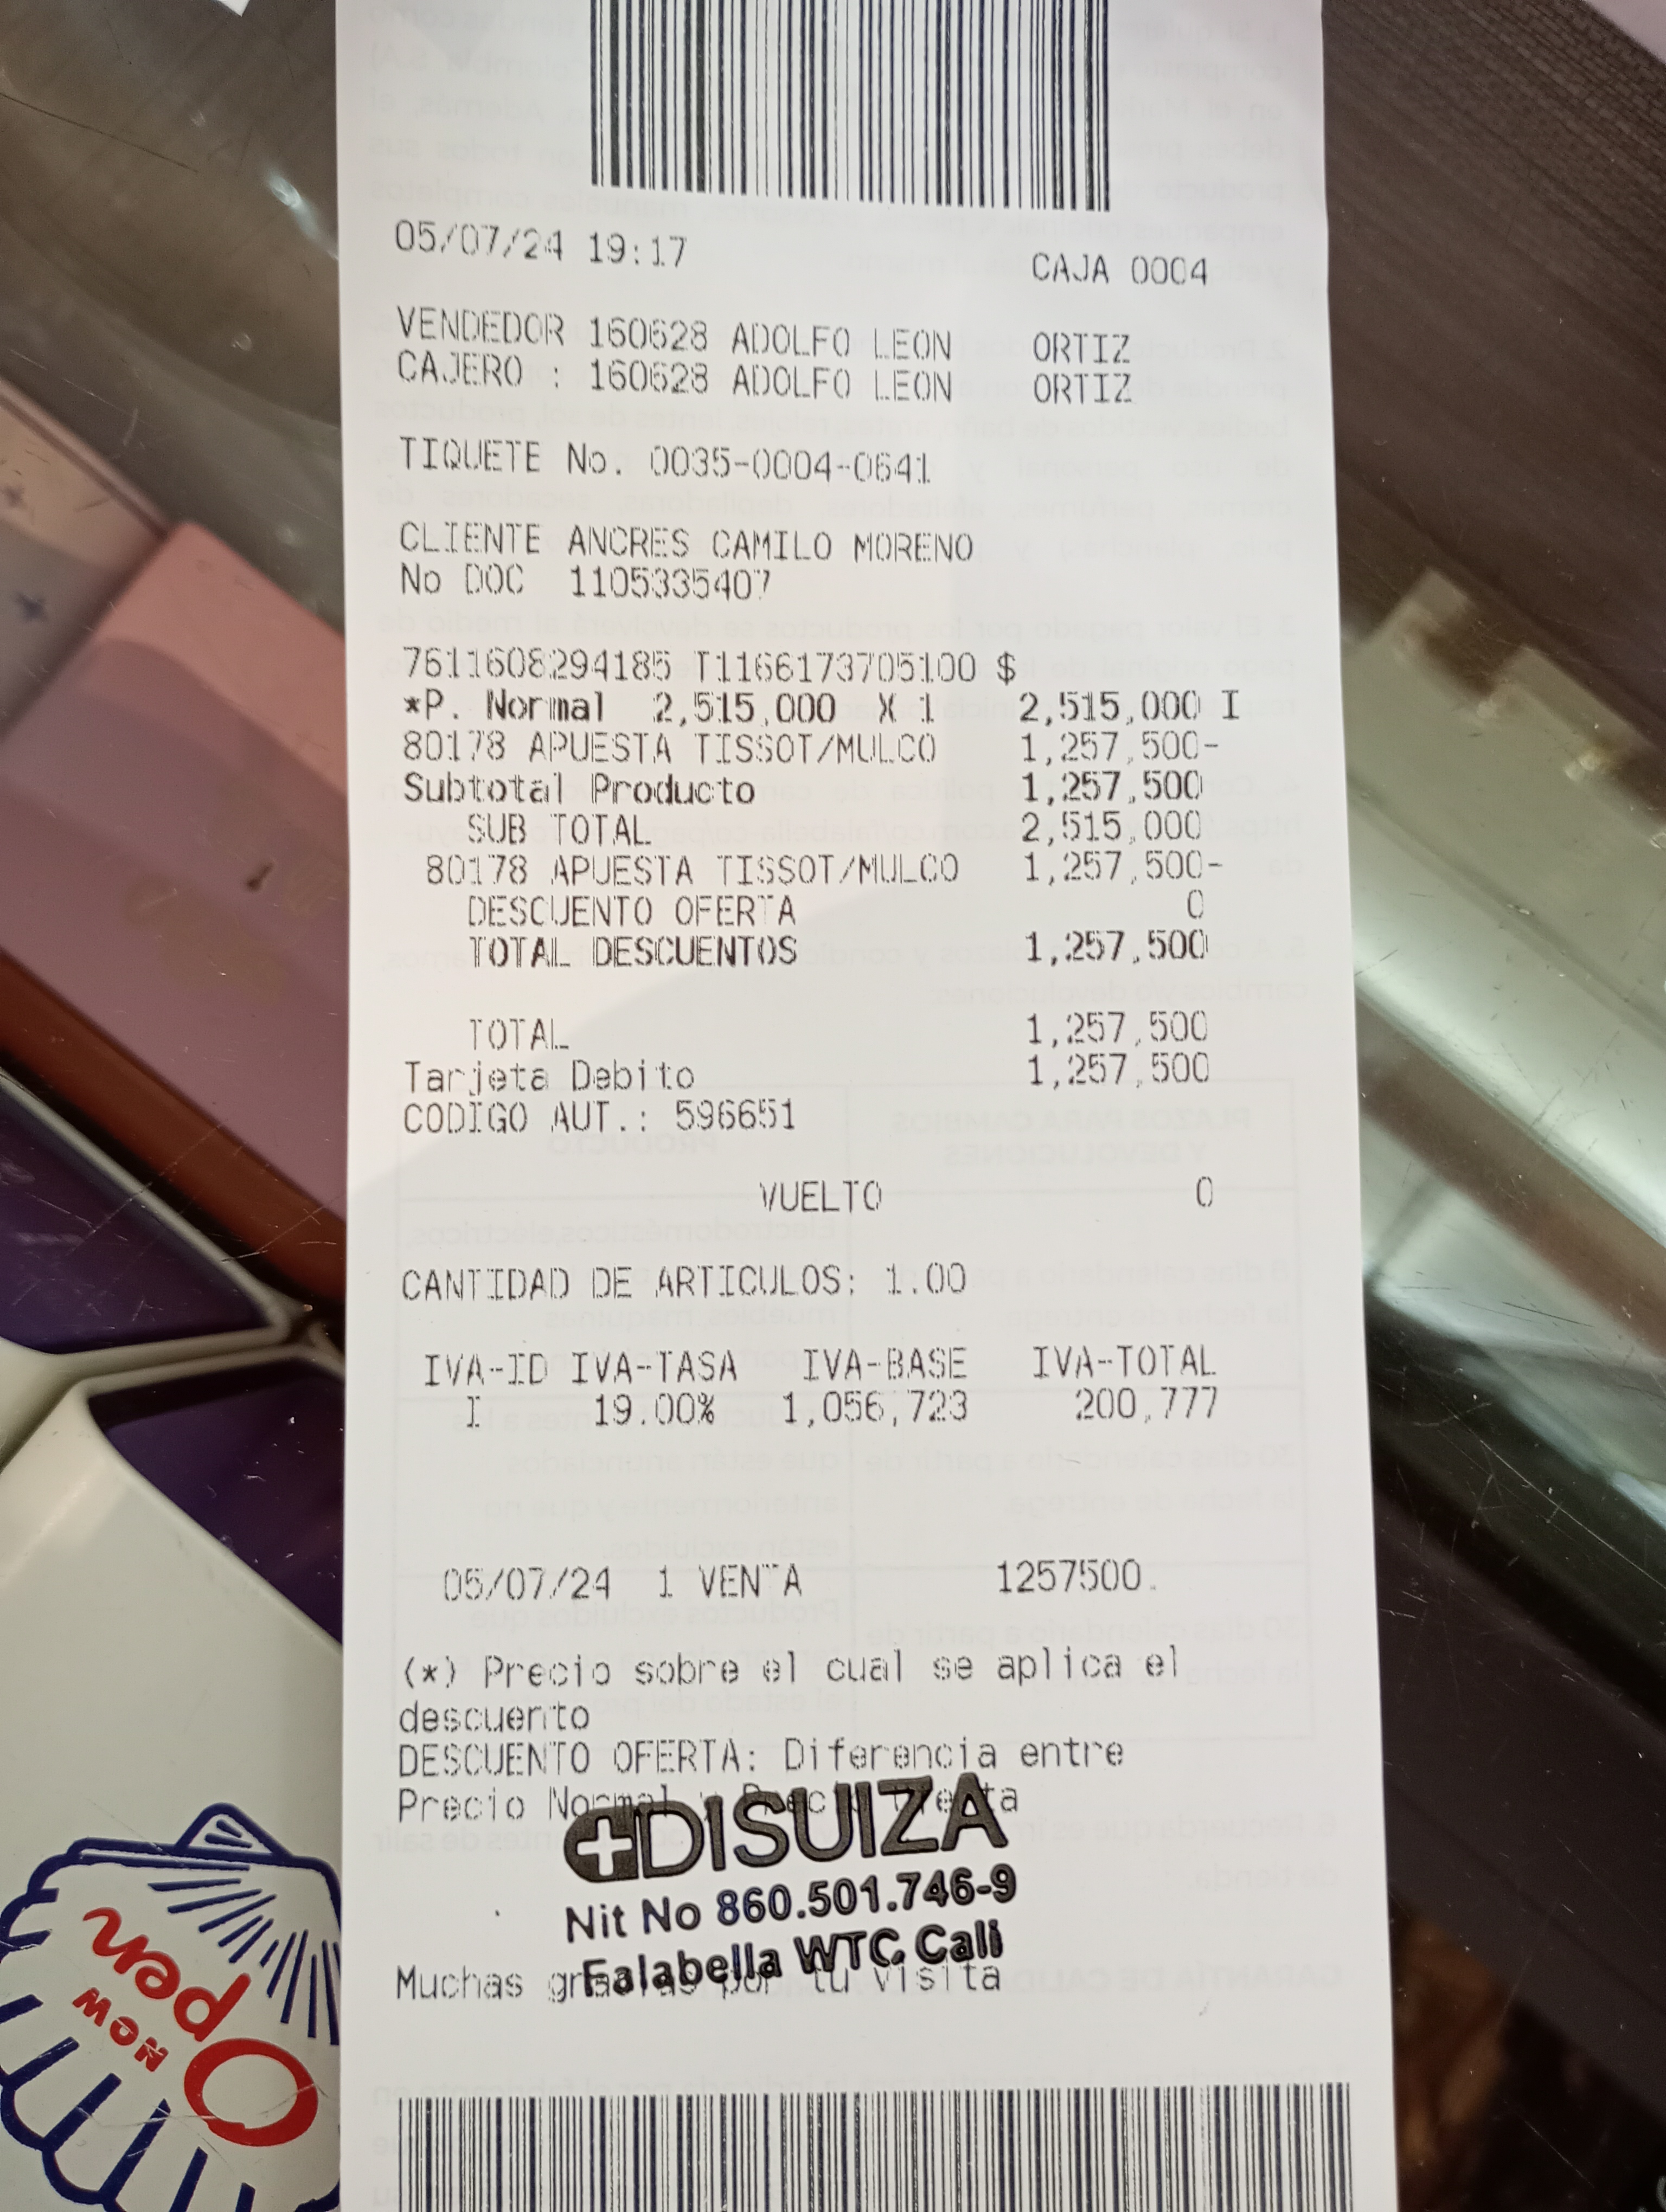 05/07/24 19:17 CAJA 0004
VENDEDOR 160628 ADOLFO LEON ORTIZ
CAJERO : 160628 ADOLFO LEON ORTIZ
TIQUETE No. 0035-0004-0641
CLIENTE ANCRES CAMILO MORENO
No DOC 1105335407
7611608294185 T1166173705100 $
*P. Normal 2,515,000 X 1 2,515,000 I
80178 APUESTA TISSOT/MULCO 1,257,500-
Subtotal Producto 1,257,500
SUB TOTAL 2,515,000
80178 APUESTA TISSOT/MULCO 1,257,500-
DESCUENTO OFERTA 0
TOTAL DESCUENTOS 1,257,500
TOTAL 1,257,500
Tarjeta Debito 1,257,500
CODIGO AUT.: 596651
VUELTO 0
CANTIDAD DE ARTICULOS: 1.00
IVA-ID IVA-TASA IVA-BASE IVA-TOTAL
I 19.00% 1,056,723 200,777
05/07/24 1 VENTA 1257500.
(*) Precio sobre el cual se aplica el
descuento
DESCUENTO OFERTA: Diferencia entre
Precio Normal y Precio Oferta
DISUIZA
Nit No 860.501.746-9
Falabella WTC Cali
Muchas gracias por tu visita
New
Open